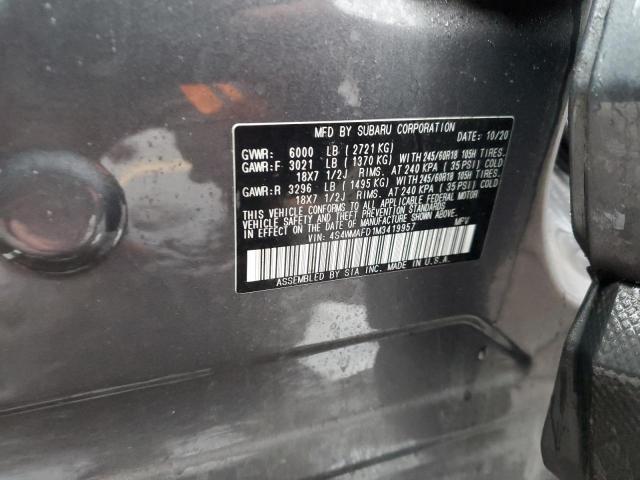 MFD BY SUBARU CORPORATION DATE: 10/20
GVWR: 6000 LB (2721 KG)
GAWR:F 3021 LB (1370 KG) WITH 245/60R18 105H TIRES.
18X7 1/2J RIMS. AT 240 KPA ( 35 PSI) COLD
GAWR:R 3296 LB (1495 KG) WITH 245/60R18 105H TIRES.
18X7 1/2J RIMS. AT 240 KPA ( 35 PSI) COLD
THIS VEHICLE CONFORMS TO ALL APPLICABLE FEDERAL MOTOR
VEHICLE SAFETY AND THEFT PREVENTION STANDARDS
IN EFFECT ON THE DATE OF MANUFACTURE SHOWN ABOVE.
VIN: 4S4WMAFD1M3419957 MPV
ASSEMBLED BY SIA INC. MADE IN U.S.A.